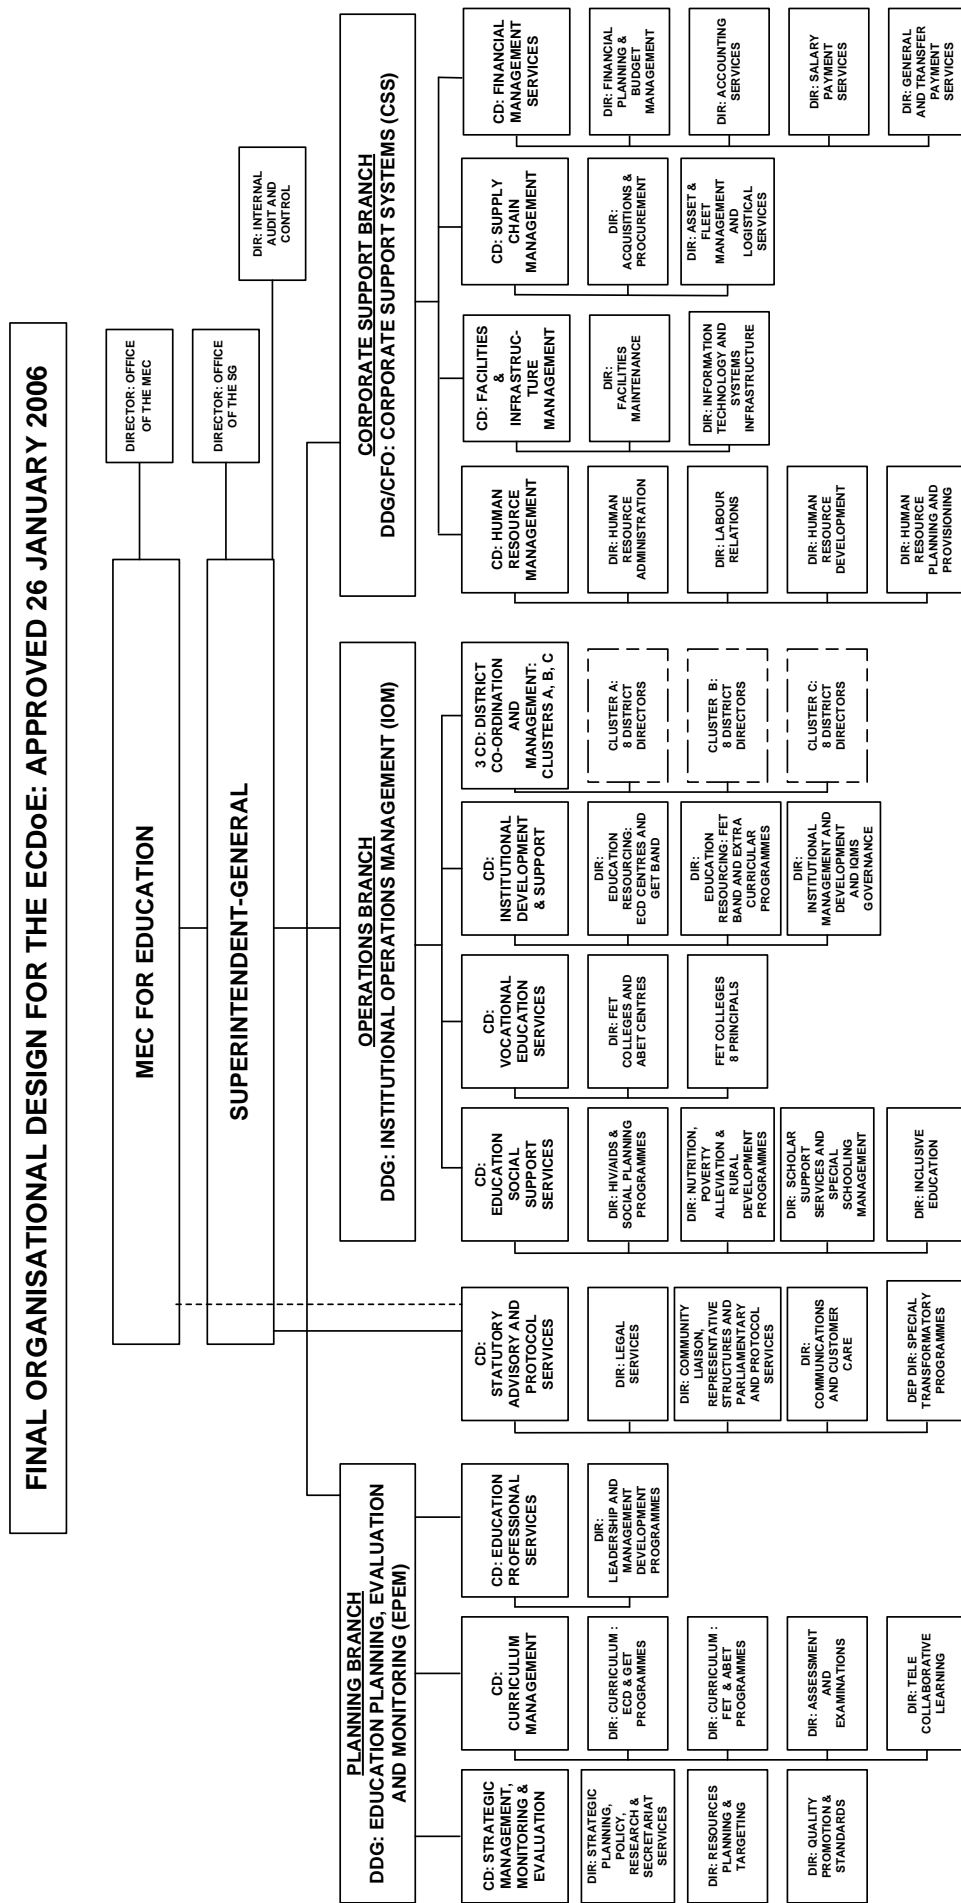 FINAL ORGANISATIONAL DESIGN FOR THE ECDoE: APPROVED 26 JANUARY 2006
MEC FOR EDUCATION
DIRECTOR: OFFICE
OF THE MEC
SUPERINTENDENT-GENERAL
DIRECTOR: OFFICE
OF THE SG
DIR: INTERNAL
AUDIT AND
CONTROL
PLANNING BRANCH
DDG: EDUCATION PLANNING, EVALUATION
AND MONITORING (EPEM)
CD: STRATEGIC
MANAGEMENT,
MONITORING &
EVALUATION
DIR: STRATEGIC
PLANNING,
POLICY,
RESEARCH &
SECRETARIAT
SERVICES
DIR: RESOURCES
PLANNING &
TARGETING
DIR: QUALITY
PROMOTION &
STANDARDS
CD:
CURRICULUM
MANAGEMENT
DIR: CURRICULUM :
ECD & GET
PROGRAMMES
DIR: CURRICULUM :
FET & ABET
PROGRAMMES
DIR: ASSESSMENT
AND
EXAMINATIONS
DIR: TELE
COLLABORATIVE
LEARNING
CD: EDUCATION
PROFESSIONAL
SERVICES
DIR:
LEADERSHIP AND
MANAGEMENT
DEVELOPMENT
PROGRAMMES
CD:
STATUTORY
ADVISORY AND
PROTOCOL
SERVICES
DIR: LEGAL
SERVICES
DIR: COMMUNITY
LIAISON,
REPRESENTATIVE
STRUCTURES AND
PARLIAMENTARY
AND PROTOCOL
SERVICES
DIR:
COMMUNICATIONS
AND CUSTOMER
CARE
DEP DIR: SPECIAL
TRANSFORMATORY
PROGRAMMES
OPERATIONS BRANCH
DDG: INSTITUTIONAL OPERATIONS MANAGEMENT (IOM)
CD:
EDUCATION
SOCIAL
SUPPORT
SERVICES
DIR: HIV/AIDS &
SOCIAL PLANNING
PROGRAMMES
DIR: NUTRITION,
POVERTY
ALLEVIATION &
RURAL
DEVELOPMENT
PROGRAMMES
DIR: SCHOLAR
SUPPORT
SERVICES AND
SPECIAL
SCHOOLING
MANAGEMENT
DIR: INCLUSIVE
EDUCATION
CD:
VOCATIONAL
EDUCATION
SERVICES
DIR: FET
COLLEGES AND
ABET CENTRES
FET COLLEGES
8 PRINCIPALS
CD:
INSTITUTIONAL
DEVELOPMENT
& SUPPORT
DIR:
EDUCATION
RESOURCING:
ECD CENTRES AND
GET BAND
DIR:
EDUCATION
RESOURCING: FET
BAND AND EXTRA
CURRICULAR
PROGRAMMES
DIR:
INSTITUTIONAL
MANAGEMENT AND
DEVELOPMENT
AND IQMS
GOVERNANCE
3 CD: DISTRICT
CO-ORDINATION
AND
MANAGEMENT:
CLUSTERS A, B, C
CLUSTER A:
8 DISTRICT
DIRECTORS
CLUSTER B:
8 DISTRICT
DIRECTORS
CLUSTER C:
8 DISTRICT
DIRECTORS
CORPORATE SUPPORT BRANCH
DDG/CFO: CORPORATE SUPPORT SYSTEMS (CSS)
CD: HUMAN
RESOURCE
MANAGEMENT
DIR: HUMAN
RESOURCE
ADMINISTRATION
DIR: LABOUR
RELATIONS
DIR: HUMAN
RESOURCE
DEVELOPMENT
DIR: HUMAN
RESOURCE
PLANNING AND
PROVISIONING
CD: FACILITIES
&
INFRASTRUC-
TURE
MANAGEMENT
DIR:
FACILITIES
MAINTENANCE
DIR: INFORMATION
TECHNOLOGY AND
SYSTEMS
INFRASTRUCTURE
CD: SUPPLY
CHAIN
MANAGEMENT
DIR:
ACQUISITIONS &
PROCUREMENT
DIR: ASSET &
FLEET
MANAGEMENT
AND
LOGISTICAL
SERVICES
CD: FINANCIAL
MANAGEMENT
SERVICES
DIR: FINANCIAL
PLANNING &
BUDGET
MANAGEMENT
DIR: ACCOUNTING
SERVICES
DIR: SALARY
PAYMENT
SERVICES
DIR: GENERAL
AND TRANSFER
PAYMENT
SERVICES